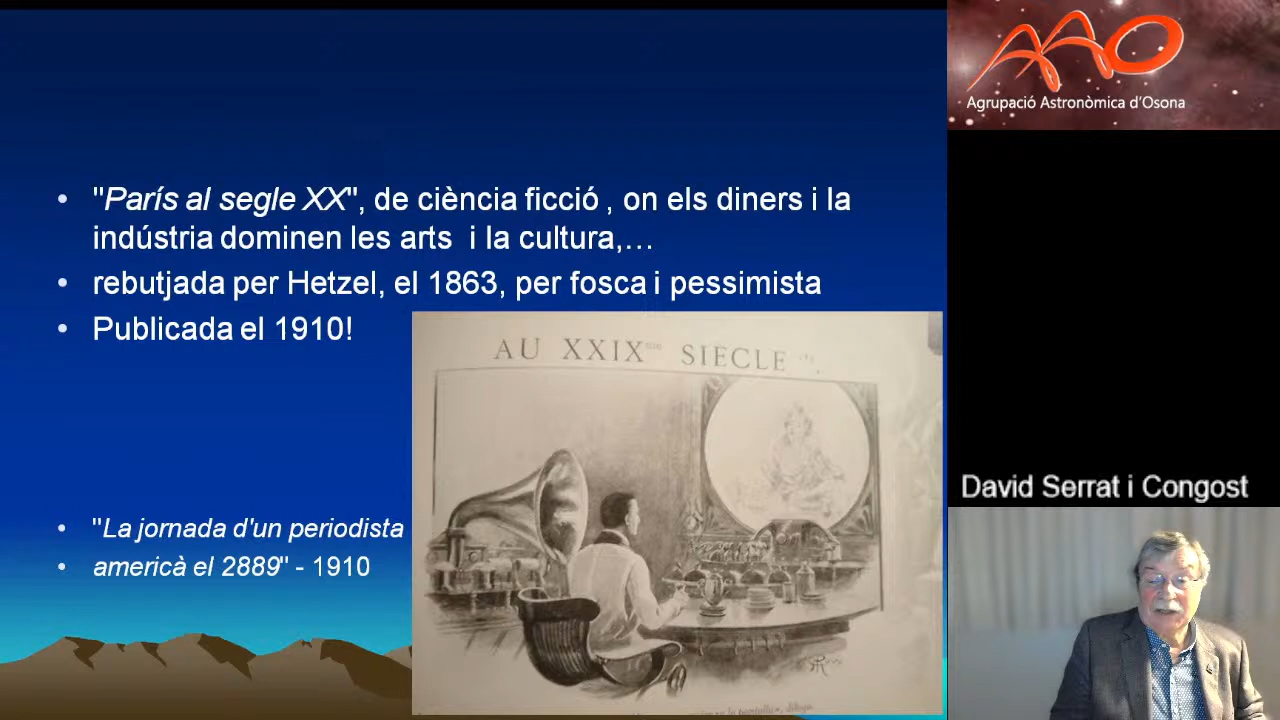 Agrupació Astronòmica d'Osona
• "París al segle XX", de ciència ficció , on els diners i la
indústria dominen les arts i la cultura,…
• rebutjada per Hetzel, el 1863, per fosca i pessimista
• Publicada el 1910!
AU XXIXme SIÈCLE
• "La jornada d'un periodista
• americà el 2889" - 1910
David Serrat i Congost